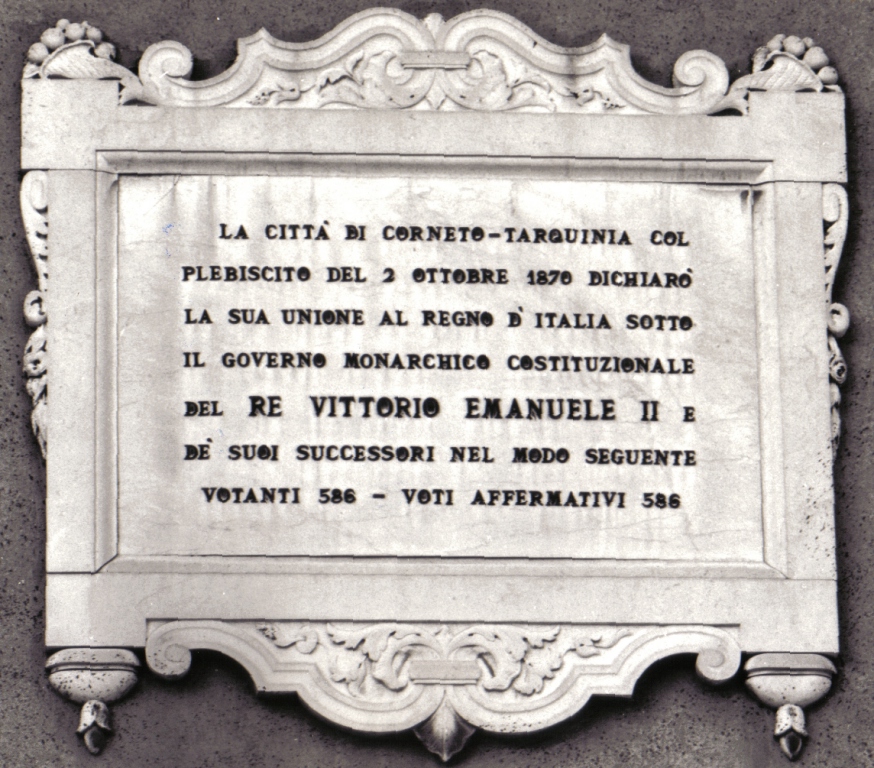 LA CITTÀ DI CORNETO-TARQUINIA COL
PLEBISCITO DEL 2 OTTOBRE 1870 DICHIARÒ
LA SUA UNIONE AL REGNO D'ITALIA SOTTO
IL GOVERNO MONARCHICO COSTITUZIONALE
DEL RE VITTORIO EMANUELE II E
DE' SUOI SUCCESSORI NEL MODO SEGUENTE
VOTANTI 586 - VOTI AFFERMATIVI 586